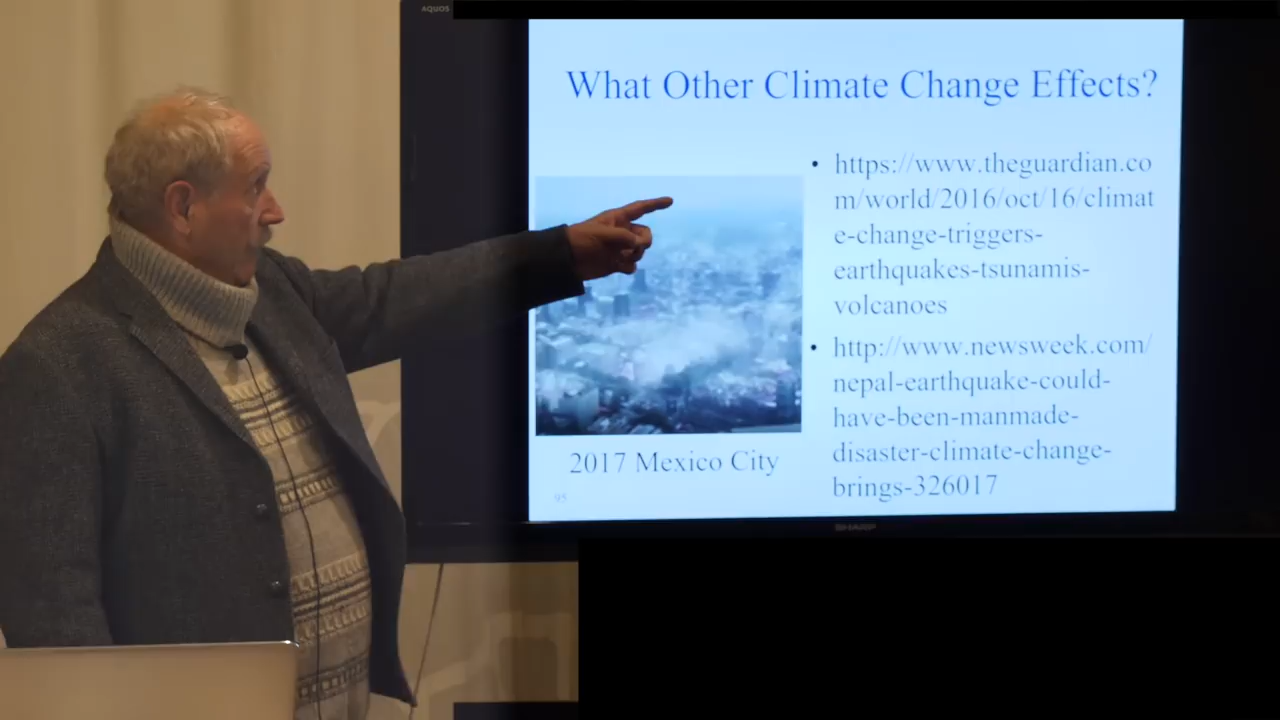 AQUOS
What Other Climate Change Effects?
• https://www.theguardian.co
m/world/2016/oct/16/climat
e-change-triggers-
earthquakes-tsunamis-
volcanoes
• http://www.newsweek.com/
nepal-earthquake-could-
have-been-manmade-
disaster-climate-change-
brings-326017
2017 Mexico City
95
SHARP